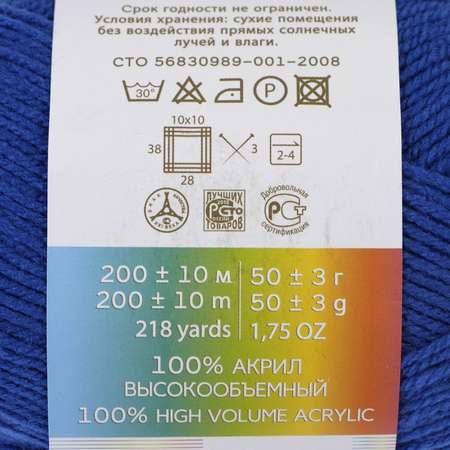 Срок годности не ограничен.
Условия хранения: сухие помещения
без воздействия прямых солнечных
лучей и влаги.
СТО 56830989-001-2008
30° P
10x10
38 3 2-4
28
ЛУЧШИХ
ТОВАРОВ
Добровольная
сертификация
200 ± 10 м 50 ± 3 г
200 ± 10 m 50 ± 3 g
218 yards 1,75 OZ
100% АКРИЛ
ВЫСОКООБЪЕМНЫЙ
100% HIGH VOLUME ACRYLIC